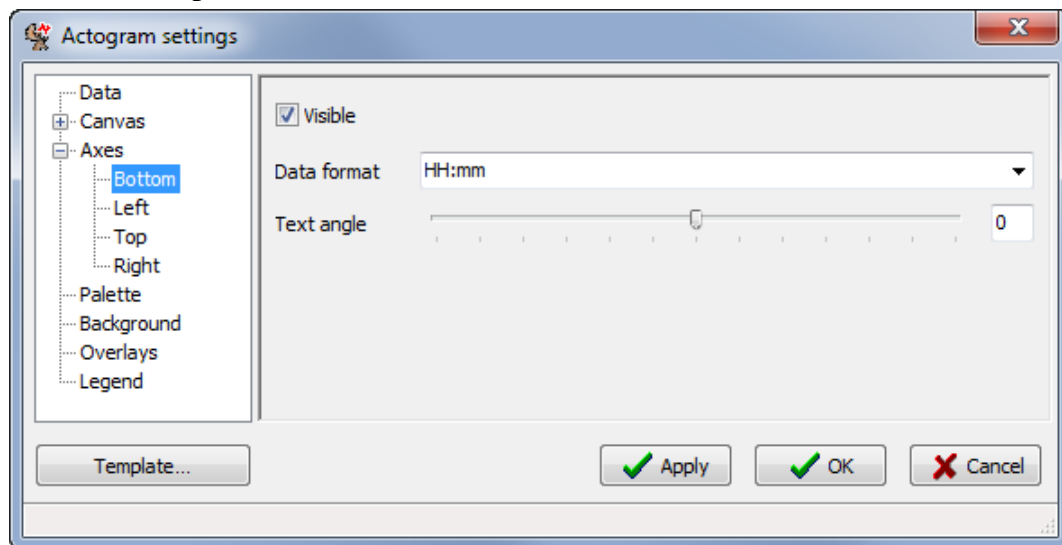 Actogram settings
Data
Canvas
Axes
Bottom
Left
Top
Right
Palette
Background
Overlays
Legend
Visible
Data format HH:mm
Text angle 0
Template...
Apply OK Cancel